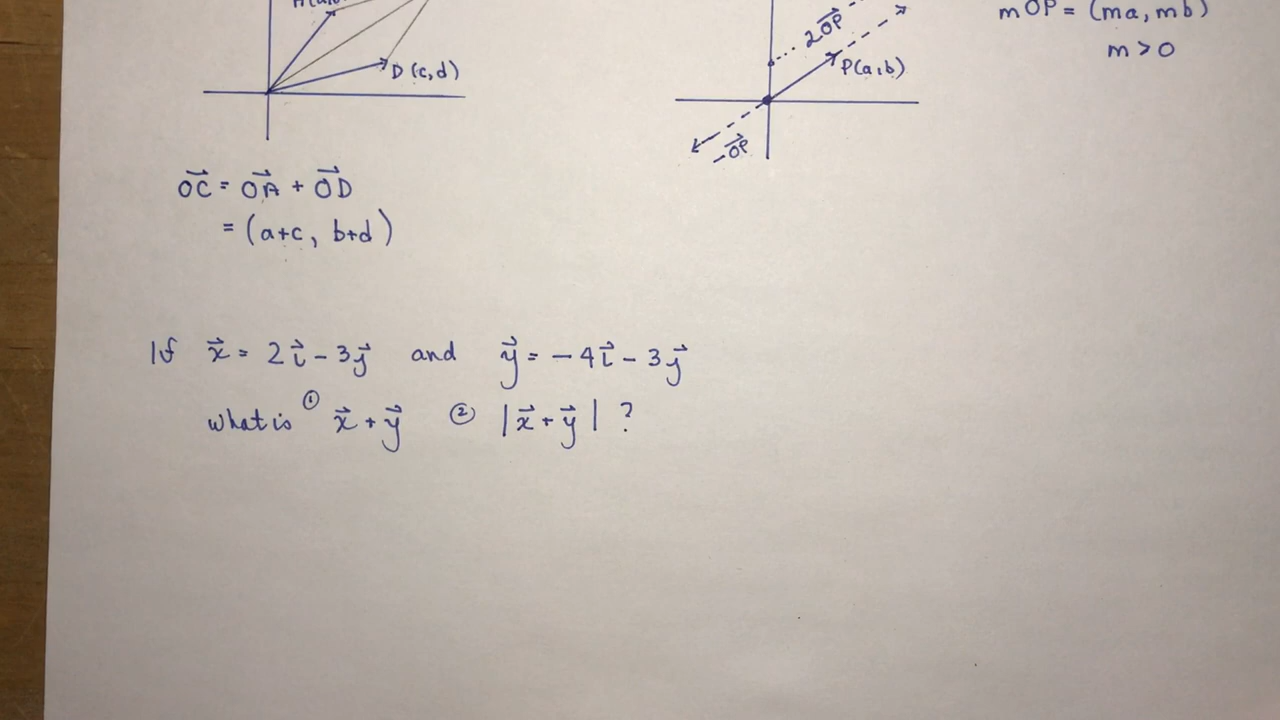 D (c,d)
2OP⃗
P(a,b)
-OP⃗
mOP⃗ = (ma, mb)
m > 0
OC⃗ = OA⃗ + OD⃗
= (a+c, b+d)
If x⃗ = 2i⃗ - 3j⃗ and y⃗ = -4i⃗ - 3j⃗
what is ① x⃗ + y⃗ ② |x⃗ + y⃗| ?